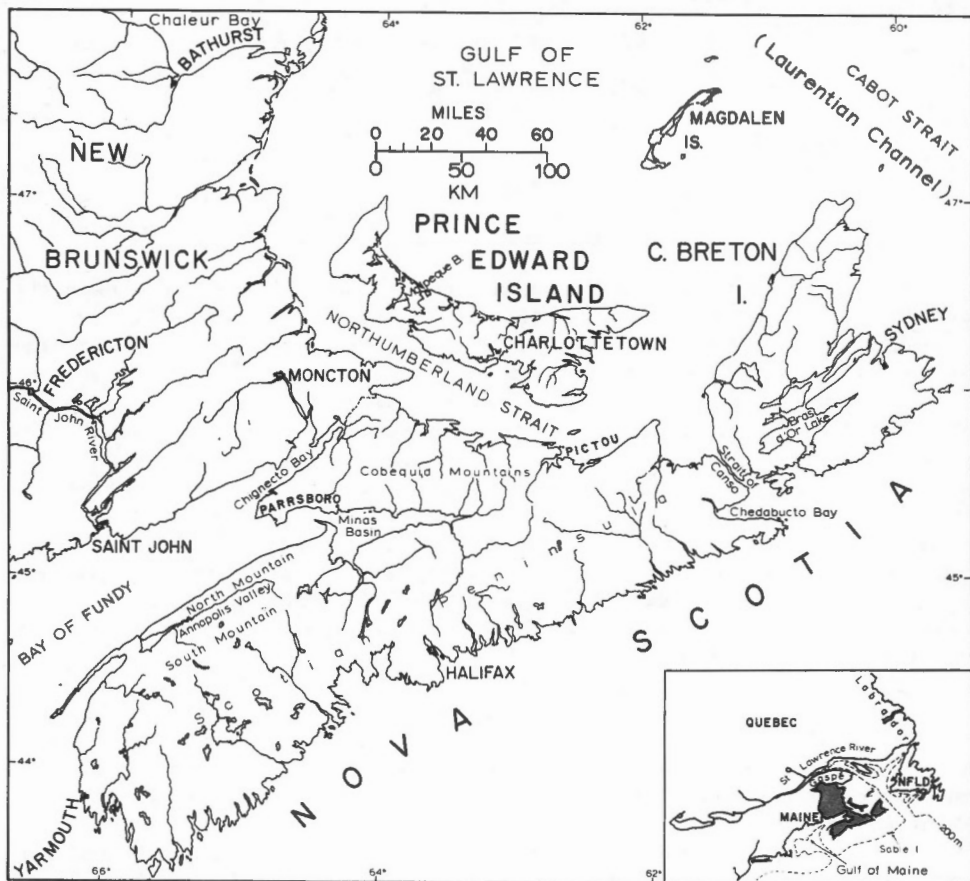 64°
62°
60°
Chaleur Bay
BATHURST
GULF OF
ST. LAWRENCE
MILES
0 20 40 60
0 50 100
KM
MAGDALEN
IS.
CABOT STRAIT
(Laurentian Channel)
NEW
BRUNSWICK
47°
47°
PRINCE
EDWARD
ISLAND
C. BRETON
I.
CHARLOTTETOWN
NORTHUMBERLAND STRAIT
SYDNEY
46°
FREDERICTON
Saint John River
MONCTON
PICTOU
Bras
d'Or Lake
Strait of
Canso
Chignecto Bay
Cobequid Mountains
PARRSBORO
Minas
Basin
Chedabucto Bay
SAINT JOHN
45°
45°
BAY OF FUNDY
North Mountain
Annapolis Valley
South Mountain
HALIFAX
Scotia Peninsula
NOVA SCOTIA
44°
YARMOUTH
66°
64°
62°
QUEBEC
Labrador
St Lawrence River
Gaspé
NFLD
MAINE
200m
Sable I
Gulf of Maine